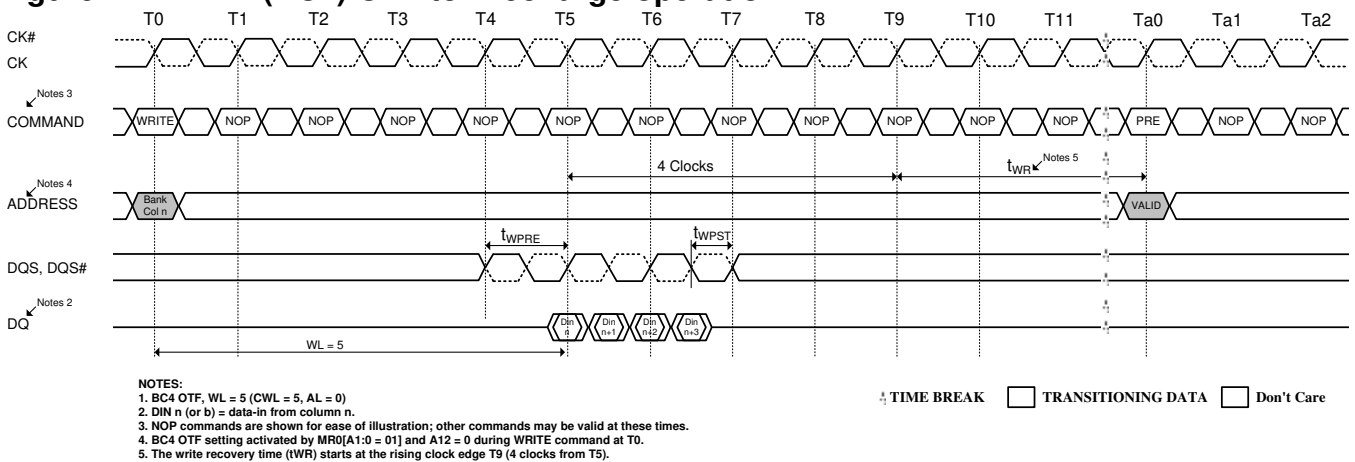 T0 T1 T2 T3 T4 T5 T6 T7 T8 T9 T10 T11 Ta0 Ta1 Ta2
CK#
CK
Notes 3
COMMAND WRITE NOP NOP NOP NOP NOP NOP NOP NOP NOP NOP NOP PRE NOP NOP
4 Clocks tWR Notes 5
Notes 4
ADDRESS Bank Col n VALID
tWPRE tWPST
DQS, DQS#
Notes 2
DQ Din n Din n+1 Din n+2 Din n+3
WL = 5
NOTES:
1. BC4 OTF, WL = 5 (CWL = 5, AL = 0)
2. DIN n (or b) = data-in from column n.
3. NOP commands are shown for ease of illustration; other commands may be valid at these times.
4. BC4 OTF setting activated by MR0[A1:0 = 01] and A12 = 0 during WRITE command at T0.
5. The write recovery time (tWR) starts at the rising clock edge T9 (4 clocks from T5).
TIME BREAK TRANSITIONING DATA Don't Care